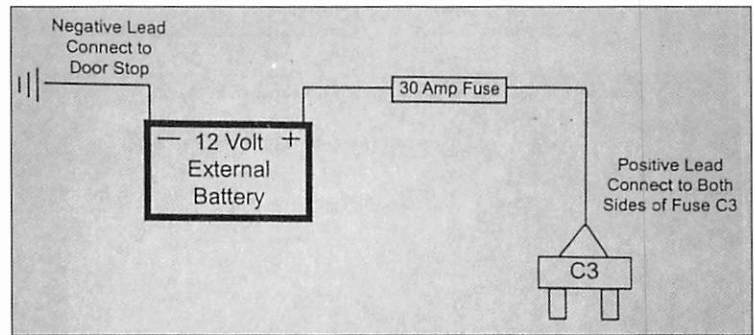 Negative Lead
Connect to
Door Stop
30 Amp Fuse
— 12 Volt +
External
Battery
Positive Lead
Connect to Both
Sides of Fuse C3
C3